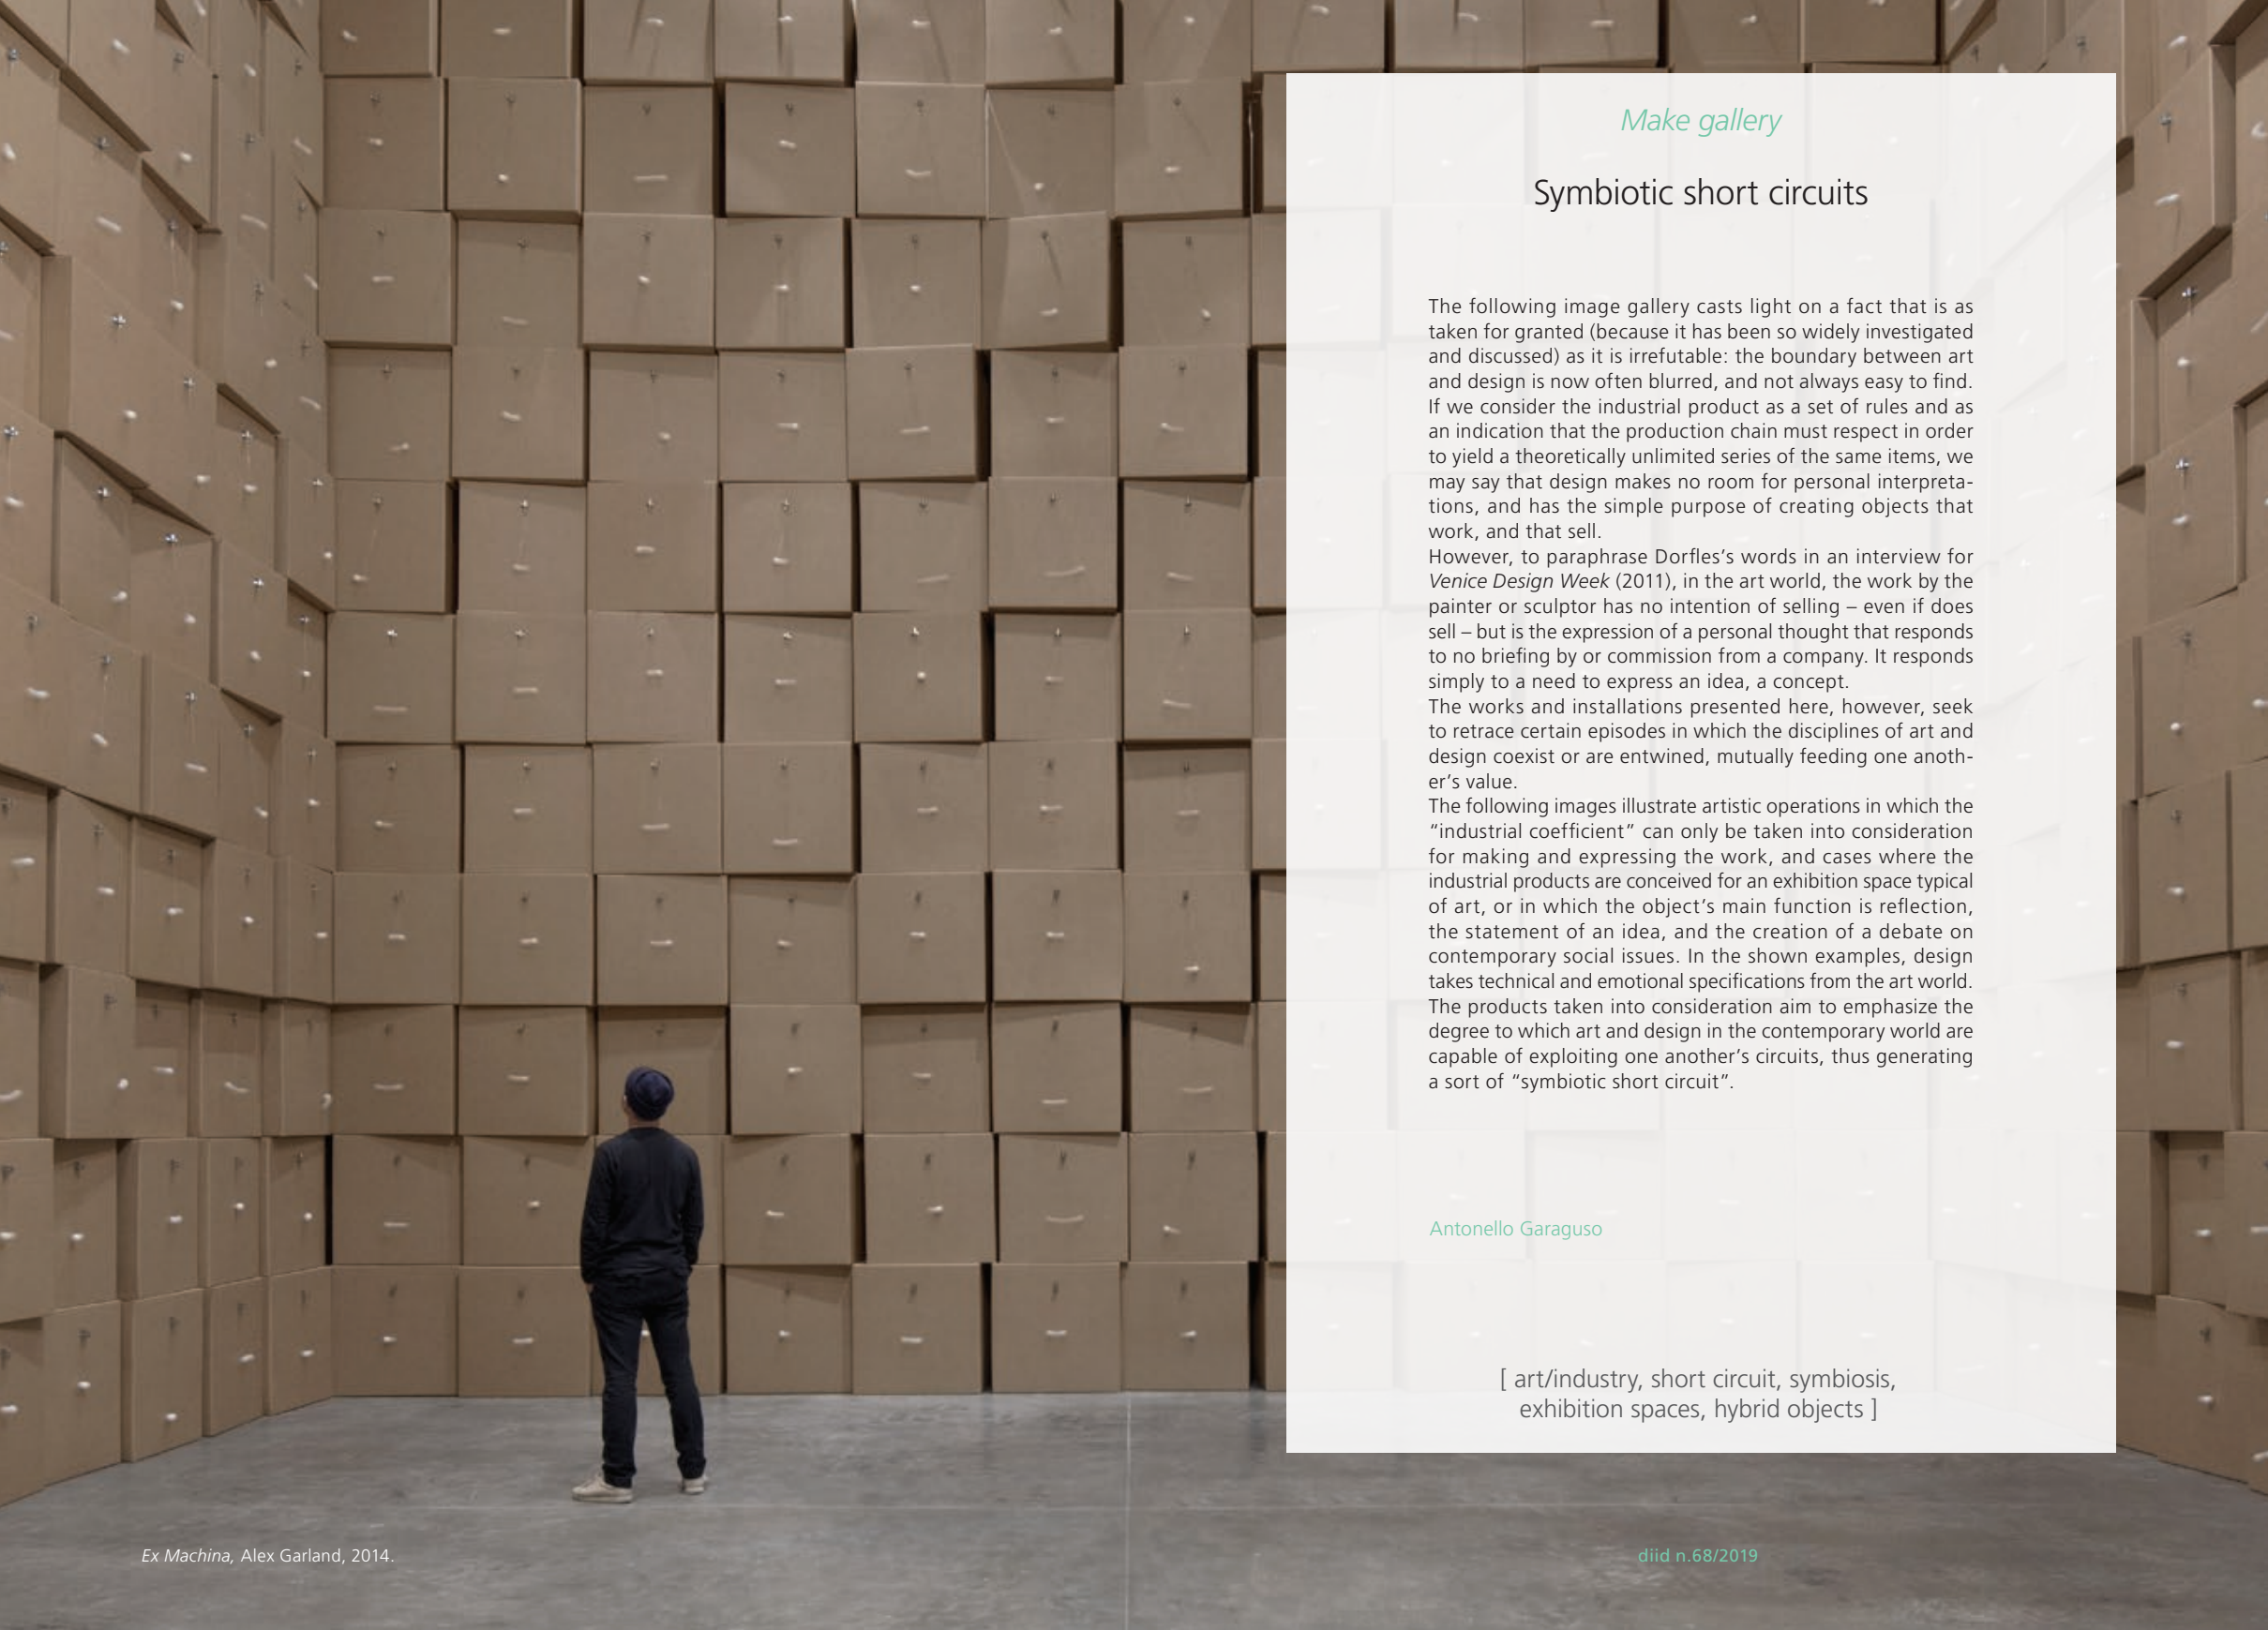 Make gallery
Symbiotic short circuits
The following image gallery casts light on a fact that is as
taken for granted (because it has been so widely investigated
and discussed) as it is irrefutable: the boundary between art
and design is now often blurred, and not always easy to find.
If we consider the industrial product as a set of rules and as
an indication that the production chain must respect in order
to yield a theoretically unlimited series of the same items, we
may say that design makes no room for personal interpreta-
tions, and has the simple purpose of creating objects that
work, and that sell.
However, to paraphrase Dorfles’s words in an interview for
Venice Design Week (2011), in the art world, the work by the
painter or sculptor has no intention of selling – even if does
sell – but is the expression of a personal thought that responds
to no briefing by or commission from a company. It responds
simply to a need to express an idea, a concept.
The works and installations presented here, however, seek
to retrace certain episodes in which the disciplines of art and
design coexist or are entwined, mutually feeding one anoth-
er’s value.
The following images illustrate artistic operations in which the
“industrial coefficient” can only be taken into consideration
for making and expressing the work, and cases where the
industrial products are conceived for an exhibition space typical
of art, or in which the object’s main function is reflection,
the statement of an idea, and the creation of a debate on
contemporary social issues. In the shown examples, design
takes technical and emotional specifications from the art world.
The products taken into consideration aim to emphasize the
degree to which art and design in the contemporary world are
capable of exploiting one another’s circuits, thus generating
a sort of “symbiotic short circuit”.
Antonello Garaguso
[ art/industry, short circuit, symbiosis,
exhibition spaces, hybrid objects ]
Ex Machina, Alex Garland, 2014.
diid n.68/2019